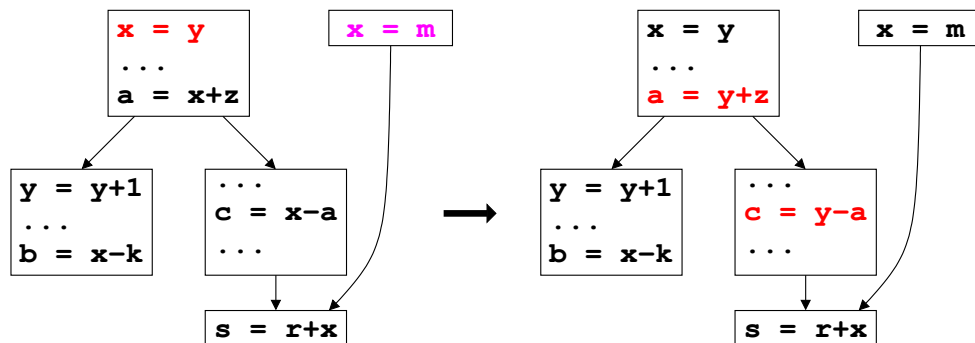 x = y
...
a = x+z
x = m
y = y+1
...
b = x−k
...
c = x−a
...
s = r+x
x = y
...
a = y+z
x = m
y = y+1
...
b = x−k
...
c = y−a
...
s = r+x